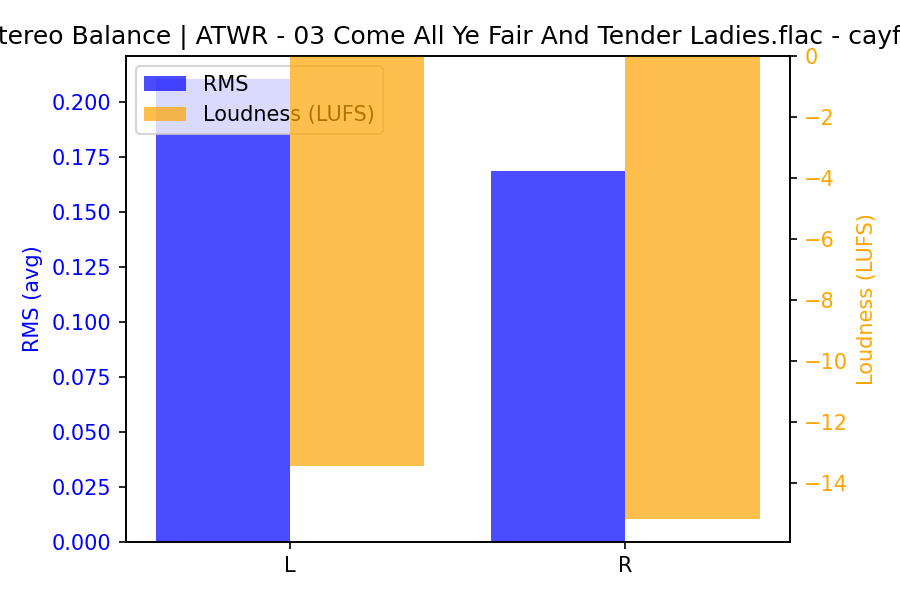 tereo Balance | ATWR - 03 Come All Ye Fair And Tender Ladies.flac - cayf
RMS
Loudness (LUFS)
0.200
0.175
0.150
0.125
0.100
0.075
0.050
0.025
0.000
RMS (avg)
0
−2
−4
−6
−8
−10
−12
−14
Loudness (LUFS)
L
R